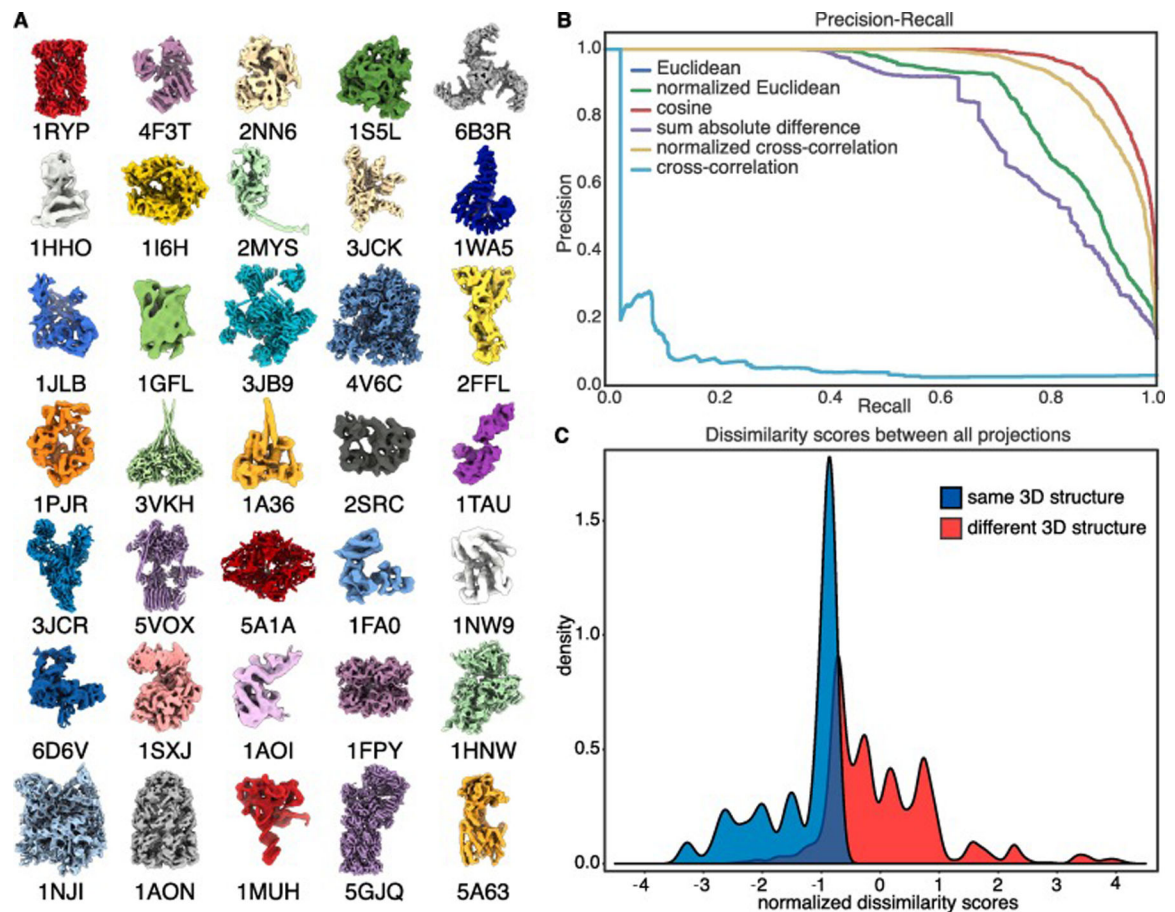 A
1RYP 4F3T 2NN6 1S5L 6B3R
1HHO 1I6H 2MYS 3JCK 1WA5
1JLB 1GFL 3JB9 4V6C 2FFL
1PJR 3VKH 1A36 2SRC 1TAU
3JCR 5VOX 5A1A 1FA0 1NW9
6D6V 1SXJ 1AOI 1FPY 1HNW
1NJI 1AON 1MUH 5GJQ 5A63
B
Precision-Recall
Precision
1.0
0.8
0.6
0.4
0.2
0.0
Euclidean
normalized Euclidean
cosine
sum absolute difference
normalized cross-correlation
cross-correlation
0.0 0.2 0.4 0.6 0.8 1.0
Recall
C
Dissimilarity scores between all projections
same 3D structure
different 3D structure
density
1.5
1.0
0.5
0.0
-4 -3 -2 -1 0 1 2 3 4
normalized dissimilarity scores